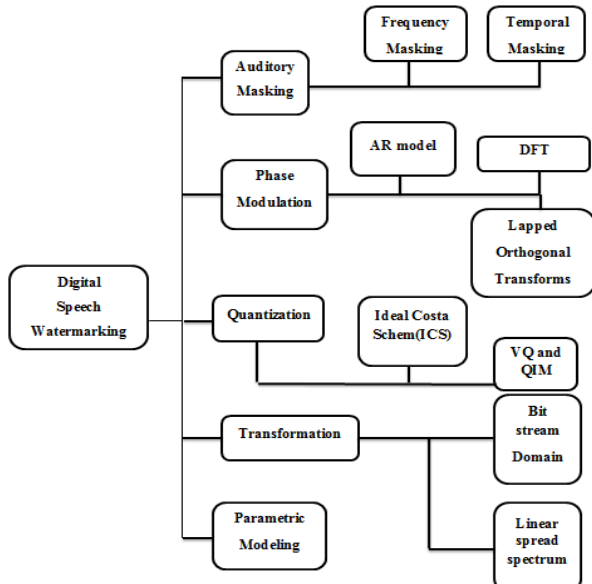 Frequency
Masking
Temporal
Masking
Auditory
Masking
AR model
DFT
Phase
Modulation
Lapped
Orthogonal
Transforms
Digital
Speech
Watermarking
Quantization
Ideal Costa
Schem(ICS)
VQ and
QIM
Transformation
Bit
stream
Domain
Parametric
Modeling
Linear
spread
spectrum